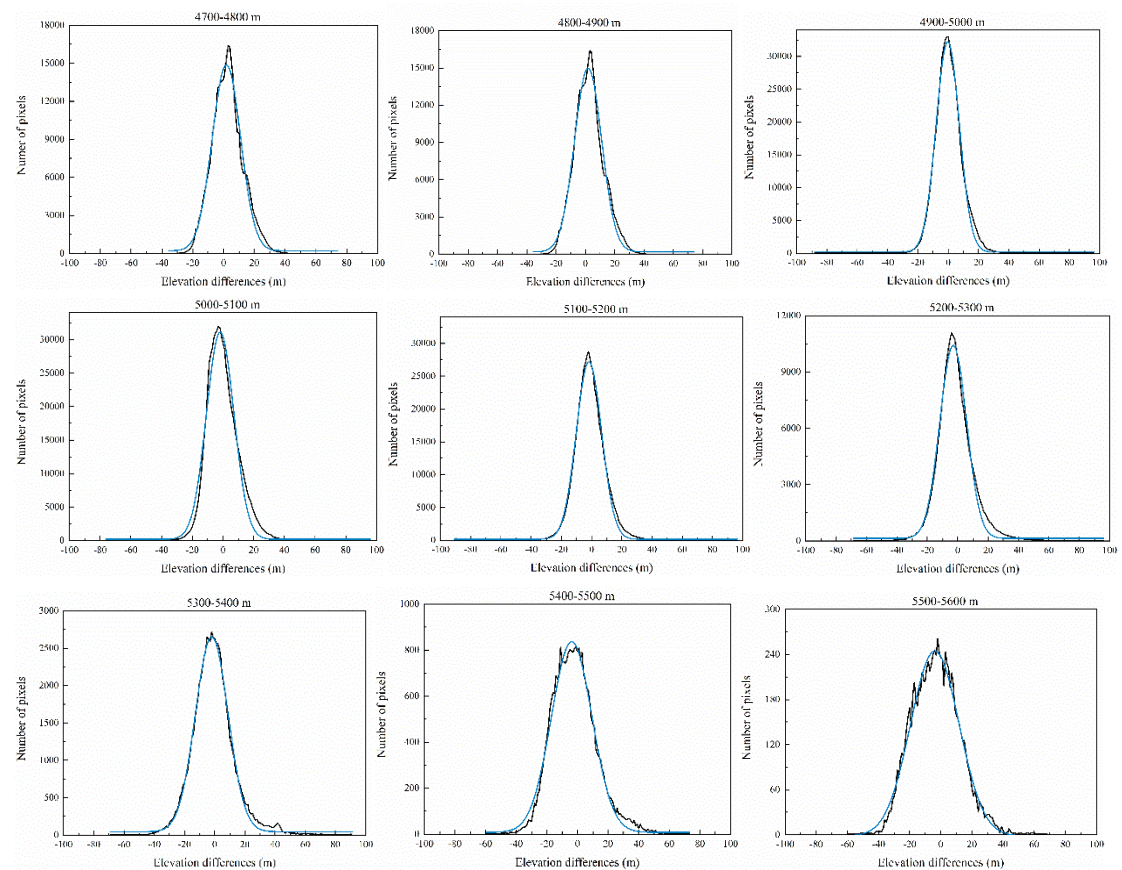 4700-4800 m
Numer of pixels
18000
15000
12000
9000
6000
3000
0
-100 -80 -60 -40 -20 0 20 40 60 80 100
Elevation differences (m)
4800-4900 m
Number of pixels
18000
15000
12000
9000
6000
3000
0
-100 -80 -60 -40 -20 0 20 40 60 80 100
Elevation differences (m)
4900-5000 m
Number of pixels
30000
25000
20000
15000
10000
5000
0
-100 -80 -60 -40 -20 0 20 40 60 80 100
Elevation differences (m)
5000-5100 m
Number of pixels
30000
25000
20000
15000
10000
5000
0
-100 -80 -60 -40 -20 0 20 40 60 80 100
Elevation differences (m)
5100-5200 m
Number of pixels
30000
25000
20000
15000
10000
5000
0
-100 -80 -60 -40 -20 0 20 40 60 80 100
Elevation differences (m)
5200-5300 m
Number of pixels
12000
9000
6000
3000
0
-100 -80 -60 -40 -20 0 20 40 60 80 100
Elevation differences (m)
5300-5400 m
Number of pixels
3000
2500
2000
1500
1000
500
0
-100 -80 -60 -40 -20 0 20 40 60 80 100
Elevation differences (m)
5400-5500 m
Number of pixels
1000
800
600
400
200
0
-100 -80 -60 -40 -20 0 20 40 60 80 100
Elevation differences (m)
5500-5600 m
Number of pixels
300
240
180
120
60
0
-100 -80 -60 -40 -20 0 20 40 60 80 100
Elevation differences (m)